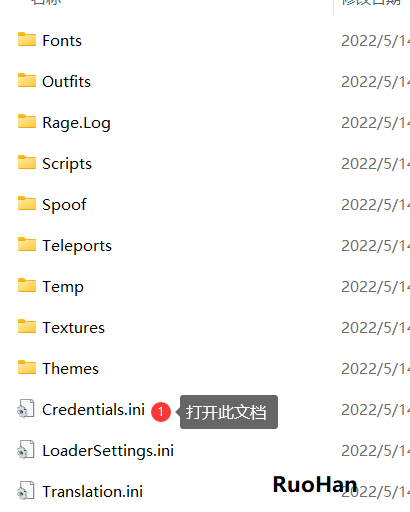 名称 修改日期
Fonts 2022/5/14
Outfits 2022/5/14
Rage.Log 2022/5/14
Scripts 2022/5/14
Spoof 2022/5/14
Teleports 2022/5/14
Temp 2022/5/14
Textures 2022/5/14
Themes 2022/5/14
Credentials.ini 1 打开此文档 2022/5/14
LoaderSettings.ini 2022/5/14
Translation.ini 2022/5/14
RuoHan